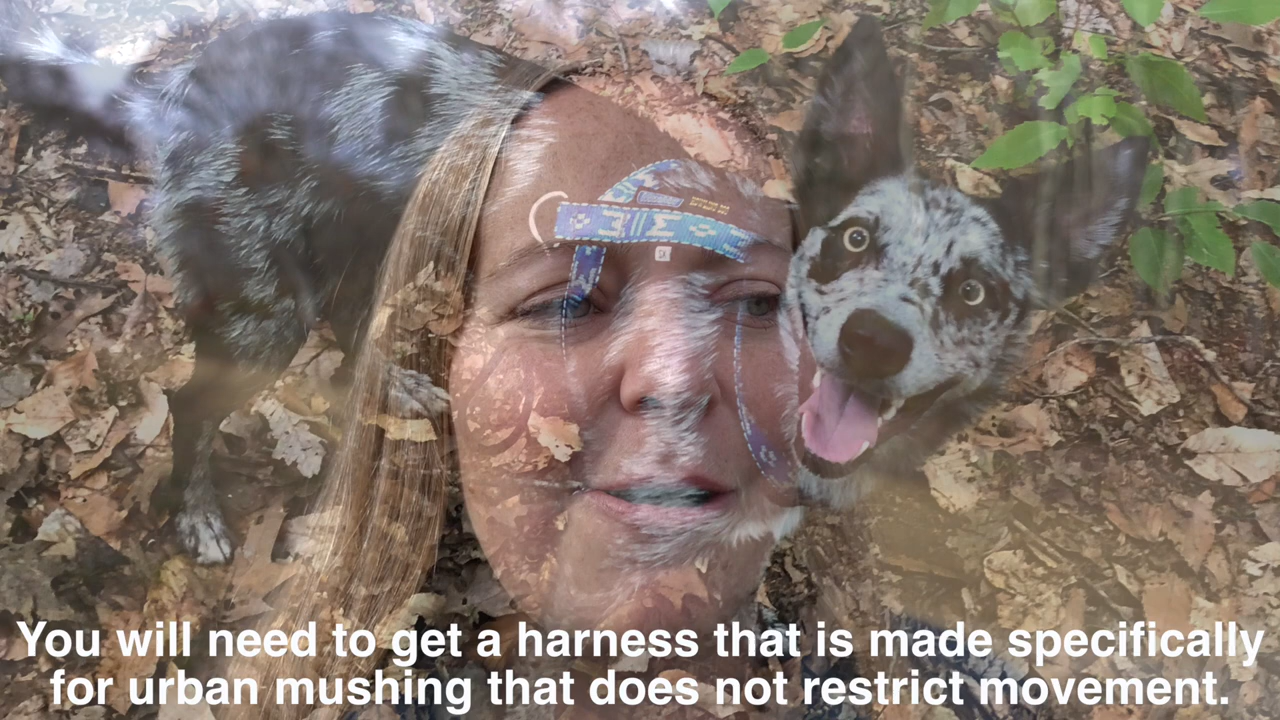 You will need to get a harness that is made specifically
for urban mushing that does not restrict movement.